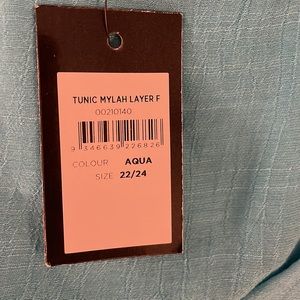 TUNIC MYLAH LAYER F
00210140
9 346639 226826
COLOUR AQUA
SIZE 22/24